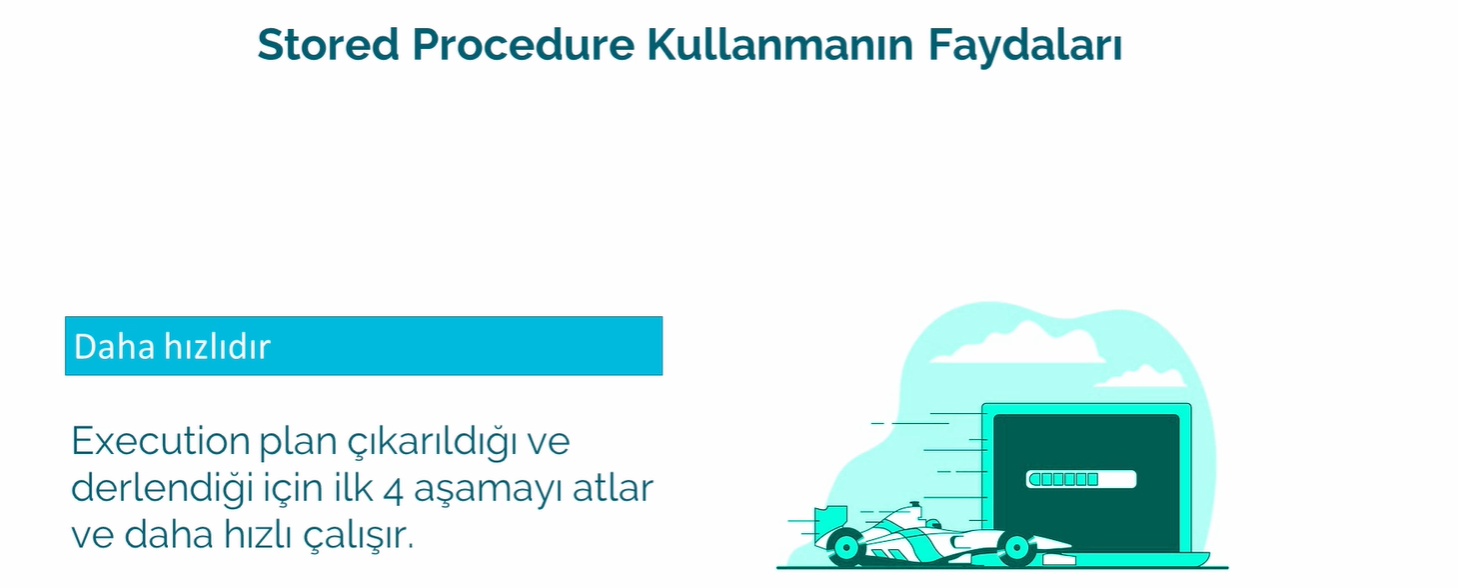 Stored Procedure Kullanmanın Faydaları
Daha hızlıdır
Execution plan çıkarıldığı ve
derlendiği için ilk 4 aşamayı atlar
ve daha hızlı çalışır.